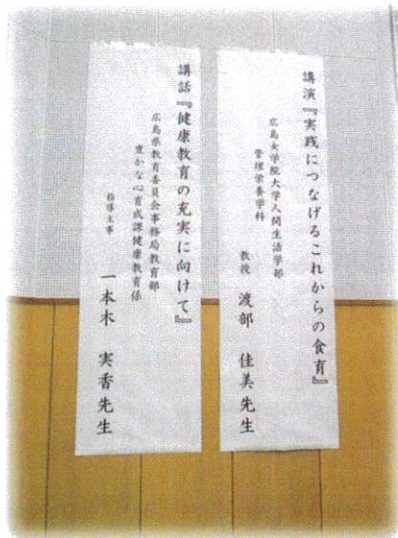 講演『実践につなげるこれからの食育』
広島女学院大学人間生活学部
管理栄養学科
教授 渡部 佳美先生
講話『健康教育の充実に向けて』
広島県教育委員会事務局教育部
豊かな心育成課健康教育係
指導主事 一本木 実香先生